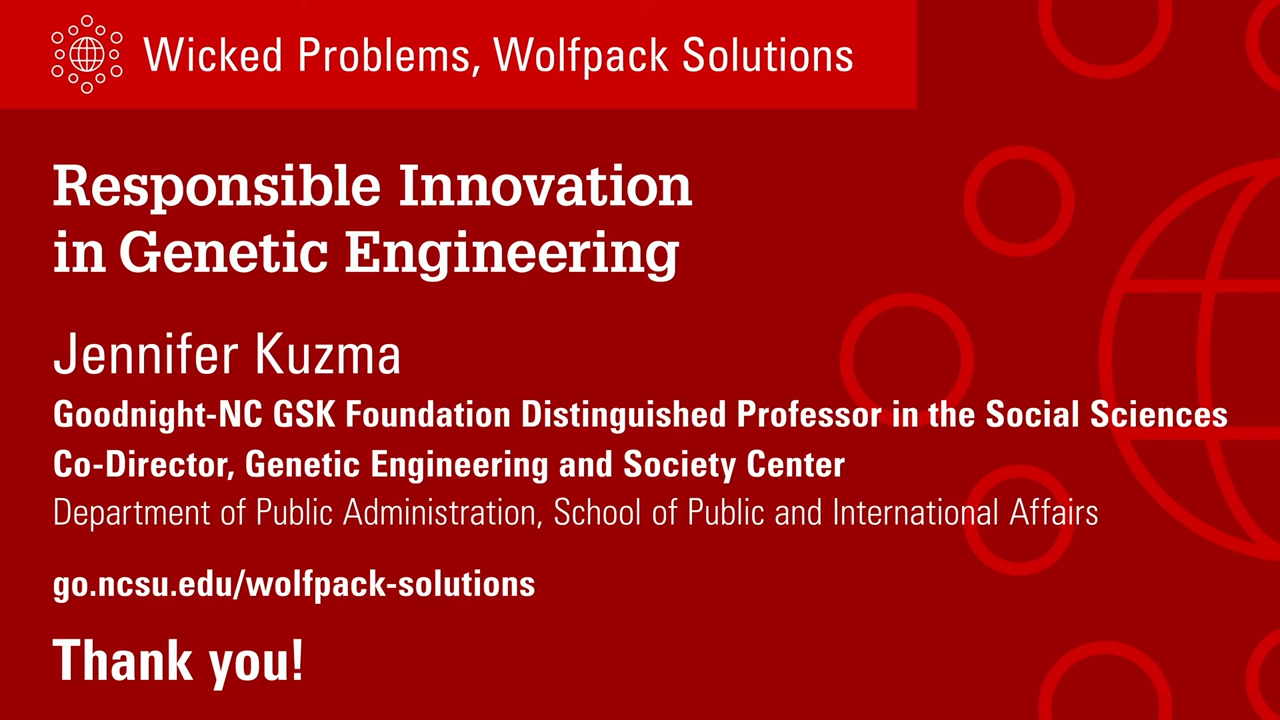 Wicked Problems, Wolfpack Solutions
Responsible Innovation
in Genetic Engineering
Jennifer Kuzma
Goodnight-NC GSK Foundation Distinguished Professor in the Social Sciences
Co-Director, Genetic Engineering and Society Center
Department of Public Administration, School of Public and International Affairs
go.ncsu.edu/wolfpack-solutions
Thank you!